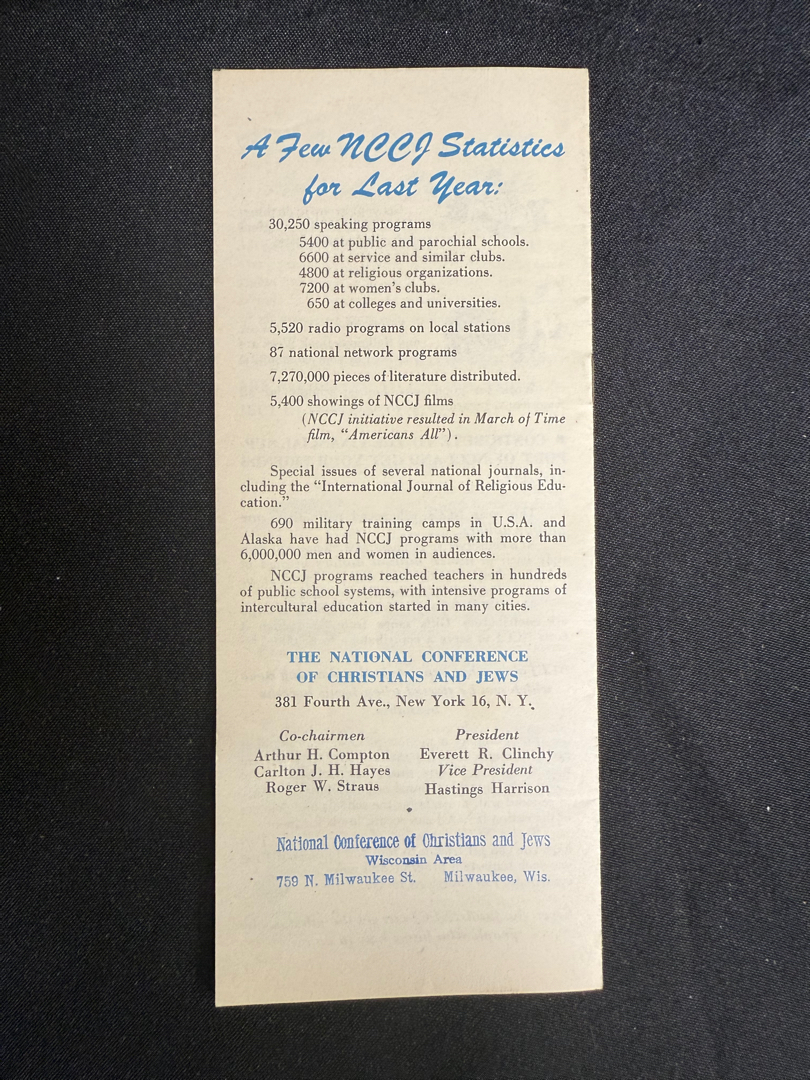 A Few NCCJ Statistics
for Last Year:
30,250 speaking programs
5400 at public and parochial schools.
6600 at service and similar clubs.
4800 at religious organizations.
7200 at women's clubs.
650 at colleges and universities.
5,520 radio programs on local stations
87 national network programs
7,270,000 pieces of literature distributed.
5,400 showings of NCCJ films
(NCCJ initiative resulted in March of Time
film, "Americans All").
Special issues of several national journals, in-
cluding the "International Journal of Religious Edu-
cation."
690 military training camps in U.S.A. and
Alaska have had NCCJ programs with more than
6,000,000 men and women in audiences.
NCCJ programs reached teachers in hundreds
of public school systems, with intensive programs of
intercultural education started in many cities.
THE NATIONAL CONFERENCE
OF CHRISTIANS AND JEWS
381 Fourth Ave., New York 16, N. Y.
Co-chairmen
Arthur H. Compton
Carlton J. H. Hayes
Roger W. Straus
President
Everett R. Clinchy
Vice President
Hastings Harrison
National Conference of Christians and Jews
Wisconsin Area
759 N. Milwaukee St. Milwaukee, Wis.